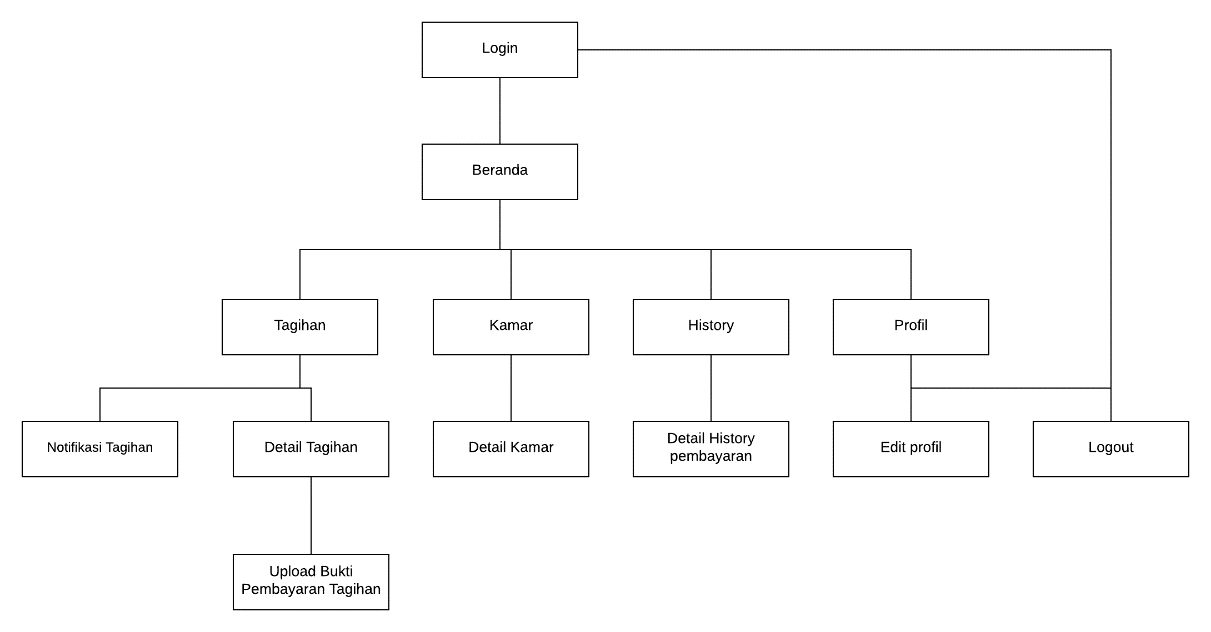 Login
Beranda
Tagihan
Kamar
History
Profil
Notifikasi Tagihan
Detail Tagihan
Detail Kamar
Detail History
pembayaran
Edit profil
Logout
Upload Bukti
Pembayaran Tagihan